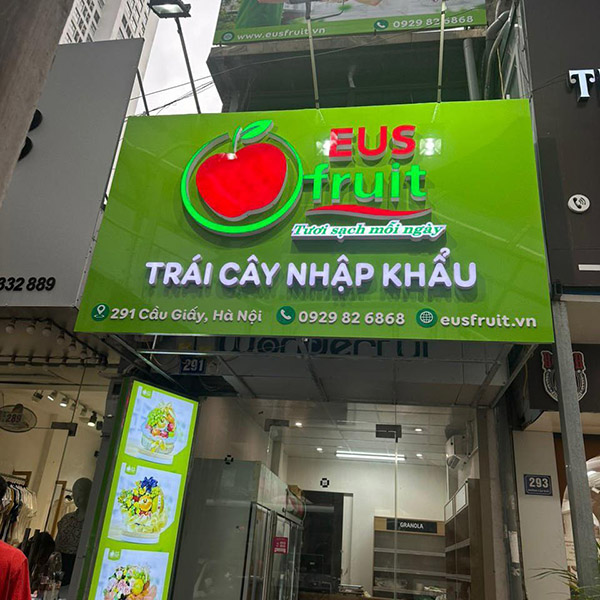 www.eusfruit.vn 0929 82 6868
EUS
fruit
Tươi sạch mỗi ngày
TRÁI CÂY NHẬP KHẨU
291 Cầu Giấy, Hà Nội 0929 82 6868 eusfruit.vn
332 889
291
289
GRANOLA
293